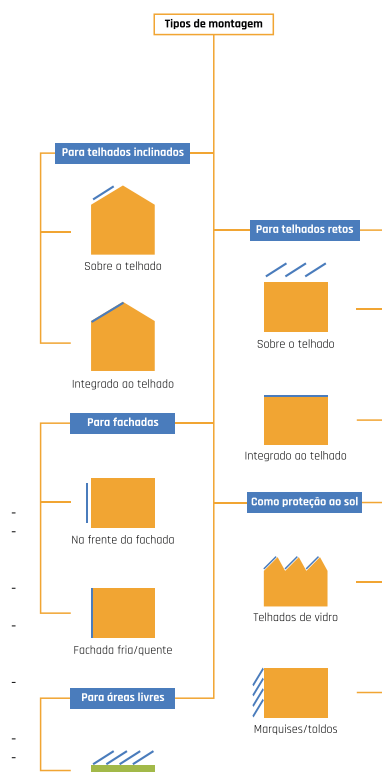 Tipos de montagem
Para telhados inclinados
Sobre o telhado
Integrado ao telhado
Para telhados retos
Sobre o telhado
Integrado ao telhado
Para fachadas
Na frente da fachada
Fachada fria/quente
Como proteção ao sol
Telhados de vidro
Marquises/toldos
Para áreas livres